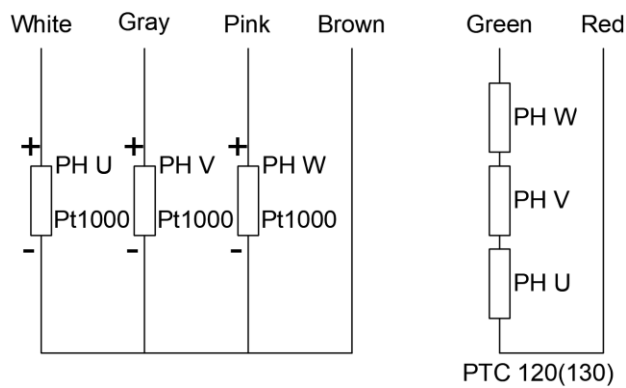 White Gray Pink Brown Green Red
PH W
+ + +
PH U PH V PH W
PH V
Pt1000 Pt1000 Pt1000
- - -
PH U
PTC 120(130)